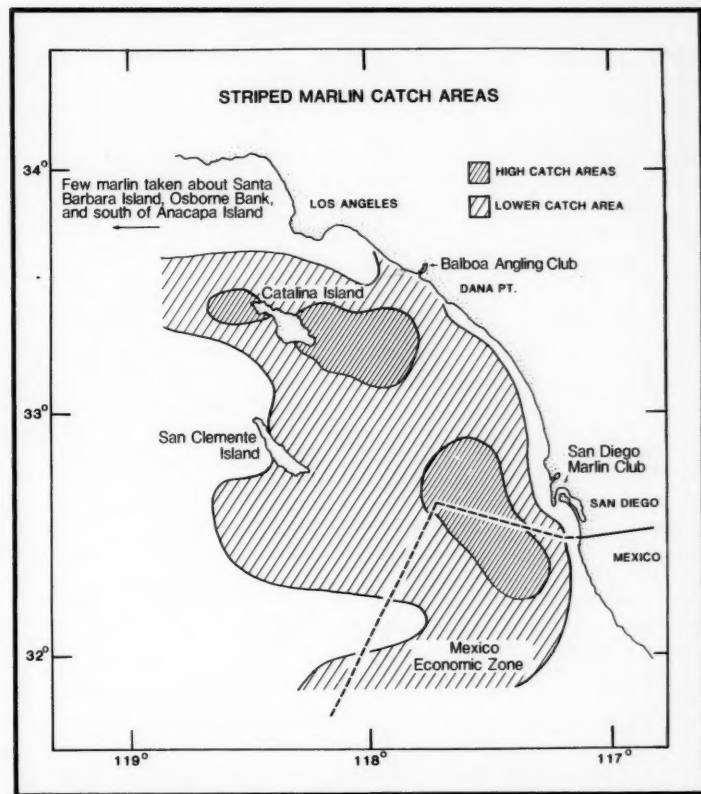 STRIPED MARLIN CATCH AREAS
34°
Few marlin taken about Santa
Barbara Island, Osborne Bank,
and south of Anacapa Island
LOS ANGELES
HIGH CATCH AREAS
LOWER CATCH AREA
Balboa Angling Club
DANA PT.
Catalina Island
33°
San Clemente
Island
San Diego
Marlin Club
SAN DIEGO
MEXICO
Mexico
Economic Zone
32°
119°
118°
117°